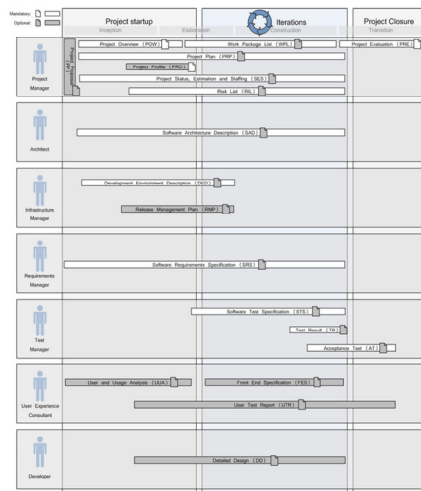 Mandatory:
Optional:
Project startup
Iterations
Project Closure
Inception
Elaboration
Construction
Transition
Project Proposal (PP)
Project Overview (POW)
Work Package List (WPL)
Project Evaluation (PRE)
Project Plan (PRP)
Project Profile (PRO)
Project Status, Estimation and Staffing (SES)
Risk List (RIL)
Project
Manager
Software Architecture Description (SAD)
Architect
Development Environment Description (DED)
Release Management Plan (RMP)
Infrastructure
Manager
Software Requirements Specification (SRS)
Requirements
Manager
Software Test Specification (STS)
Test Result (TR)
Acceptance Test (AT)
Test
Manager
User and Usage Analysis (UUA)
Front End Specification (FES)
User Test Report (UTR)
User Experience
Consultant
Detailed Design (DD)
Developer